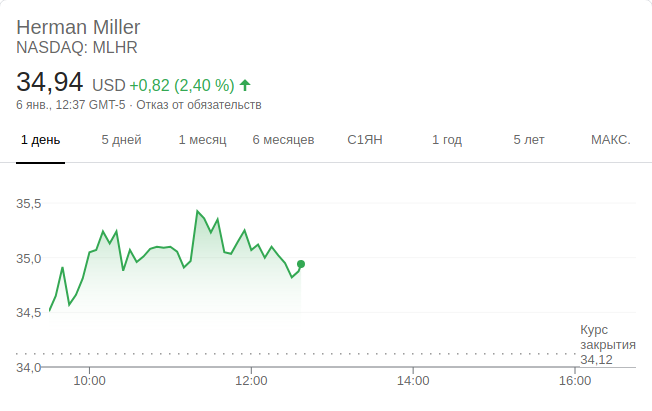 Herman Miller
NASDAQ: MLHR
34,94 USD +0,82 (2,40 %)
6 янв., 12:37 GMT-5 · Отказ от обязательств
1 день 5 дней 1 месяц 6 месяцев С1ЯН 1 год 5 лет МАКС.
35,5
35,0
34,5
Курс
закрытия
34,12
34,0
10:00 12:00 14:00 16:00